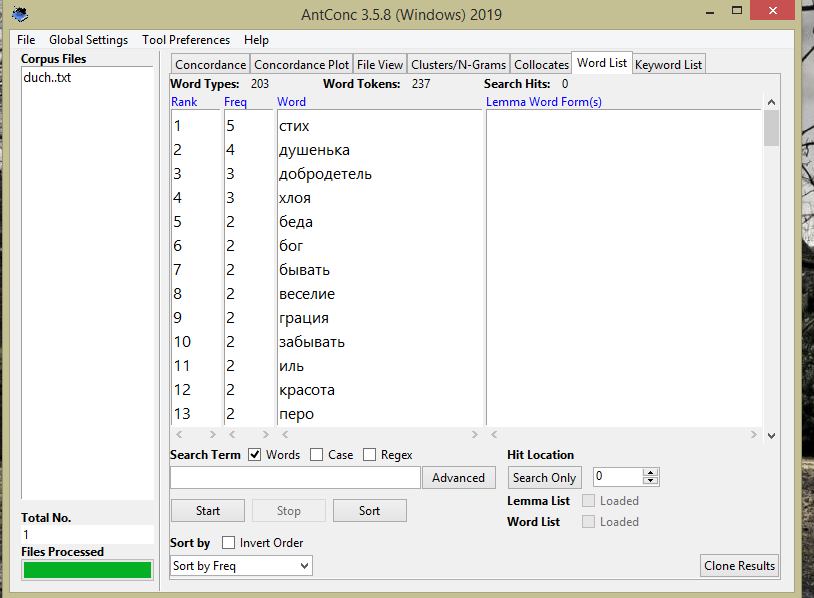 AntConc 3.5.8 (Windows) 2019
File Global Settings Tool Preferences Help
Corpus Files
duch..txt
Concordance Concordance Plot File View Clusters/N-Grams Collocates Word List Keyword List
Word Types: 203 Word Tokens: 237 Search Hits: 0
Rank Freq Word Lemma Word Form(s)
1 5 стих
2 4 душенька
3 3 добродетель
4 3 хлоя
5 2 беда
6 2 бог
7 2 бывать
8 2 веселие
9 2 грация
10 2 забывать
11 2 иль
12 2 красота
13 2 перо
Search Term Words Case Regex Hit Location
Advanced Search Only 0
Start Stop Sort Lemma List Loaded
Word List Loaded
Total No.
1
Files Processed
Sort by Invert Order
Sort by Freq Clone Results